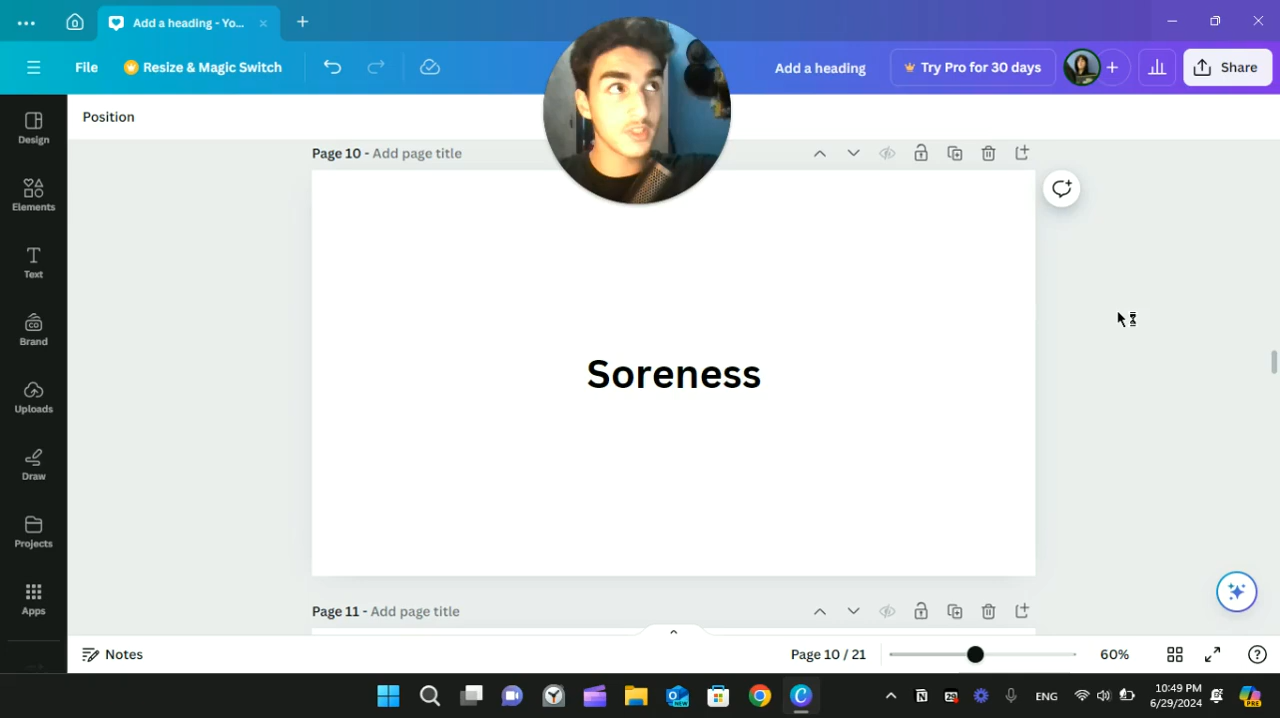 Add a heading - Yo...
File
Resize & Magic Switch
Add a heading
Try Pro for 30 days
Share
Position
Design
Elements
Text
Brand
Uploads
Draw
Projects
Apps
Page 10 - Add page title
Soreness
Page 11 - Add page title
Notes
Page 10 / 21
60%
ENG
10:49 PM
6/29/2024